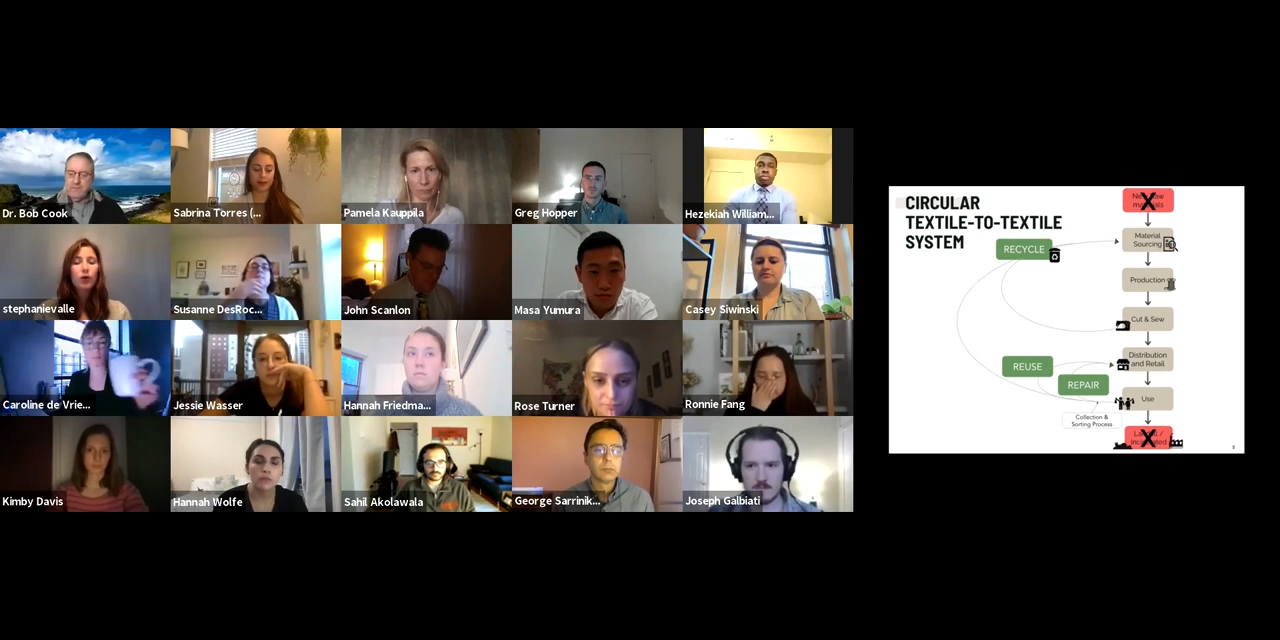 Dr. Bob Cook
Sabrina Torres (...
Pamela Kauppila
Greg Hopper
Hezekiah William...
stephanievalle
Susanne DesRoc...
John Scanlon
Masa Yumura
Casey Siwinski
Caroline de Vrie...
Jessie Wasser
Hannah Friedma...
Rose Turner
Ronnie Fang
Kimby Davis
Hannah Wolfe
Sahil Akolawala
George Sarrinik...
Joseph Galbiati
CIRCULAR
TEXTILE-TO-TEXTILE
SYSTEM
RECYCLE
Material
Sourcing
Production
Cut & Sew
REUSE
Distribution
and Retail
REPAIR
Use
Collection &
Sorting Process